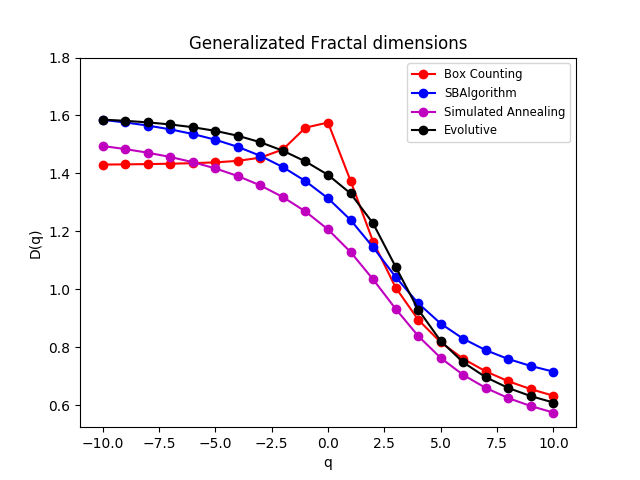 Generalizated Fractal dimensions
Box Counting
SBAlgorithm
Simulated Annealing
Evolutive
D(q)
1.8
1.6
1.4
1.2
1.0
0.8
0.6
−10.0 −7.5 −5.0 −2.5 0.0 2.5 5.0 7.5 10.0
q